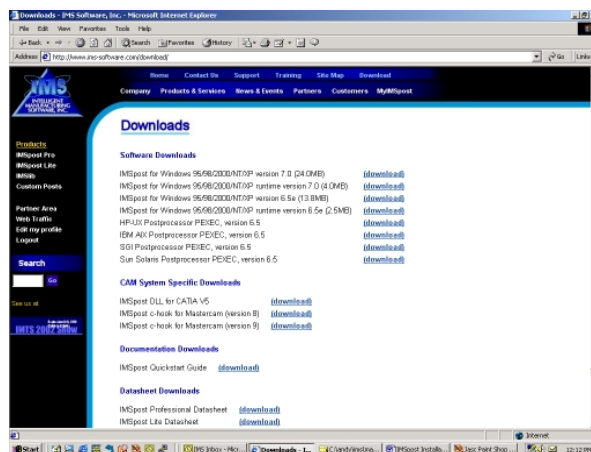 Downloads - IMS Software, Inc. - Microsoft Internet Explorer
File Edit View Favorites Tools Help
Back Search Favorites History
Address http://www.ims-software.com/download/ Go Links
Home Contact Us Support Training Site Map Download
Company Products & Services News & Events Partners Customers MyIMSpost
IMS
INTELLIGENT
MANUFACTURING
SOFTWARE, INC.
Downloads
Products
IMSpost Pro
IMSpost Lite
IMSlib
Custom Posts
Partner Area
Web Traffic
Edit my profile
Logout
Search
Go
See us at
IMTS 2002 Show
Software Downloads
IMSpost for Windows 95/98/2000/NT/XP version 7.0 (24.0MB) (download)
IMSpost for Windows 95/98/2000/NT/XP runtime version 7.0 (4.0MB) (download)
IMSpost for Windows 95/98/2000/NT/XP version 6.5e (13.8MB) (download)
IMSpost for Windows 95/98/2000/NT/XP runtime version 6.5e (2.5MB) (download)
HP-UX Postprocessor PEXEC, version 6.5 (download)
IBM AIX Postprocessor PEXEC, version 6.5 (download)
SGI Postprocessor PEXEC, version 6.5 (download)
Sun Solaris Postprocessor PEXEC, version 6.5 (download)
CAM System Specific Downloads
IMSpost DLL for CATIA V5 (download)
IMSpost c-hook for Mastercam (version 8) (download)
IMSpost c-hook for Mastercam (version 9) (download)
Documentation Downloads
IMSpost Quickstart Guide (download)
Datasheet Downloads
IMSpost Professional Datasheet (download)
IMSpost Lite Datasheet (download)
Internet
Start IMS Inbox - Micr... Downloads - I... IMSpost Installa... Jasc Paint Shop ... 12:12 PM